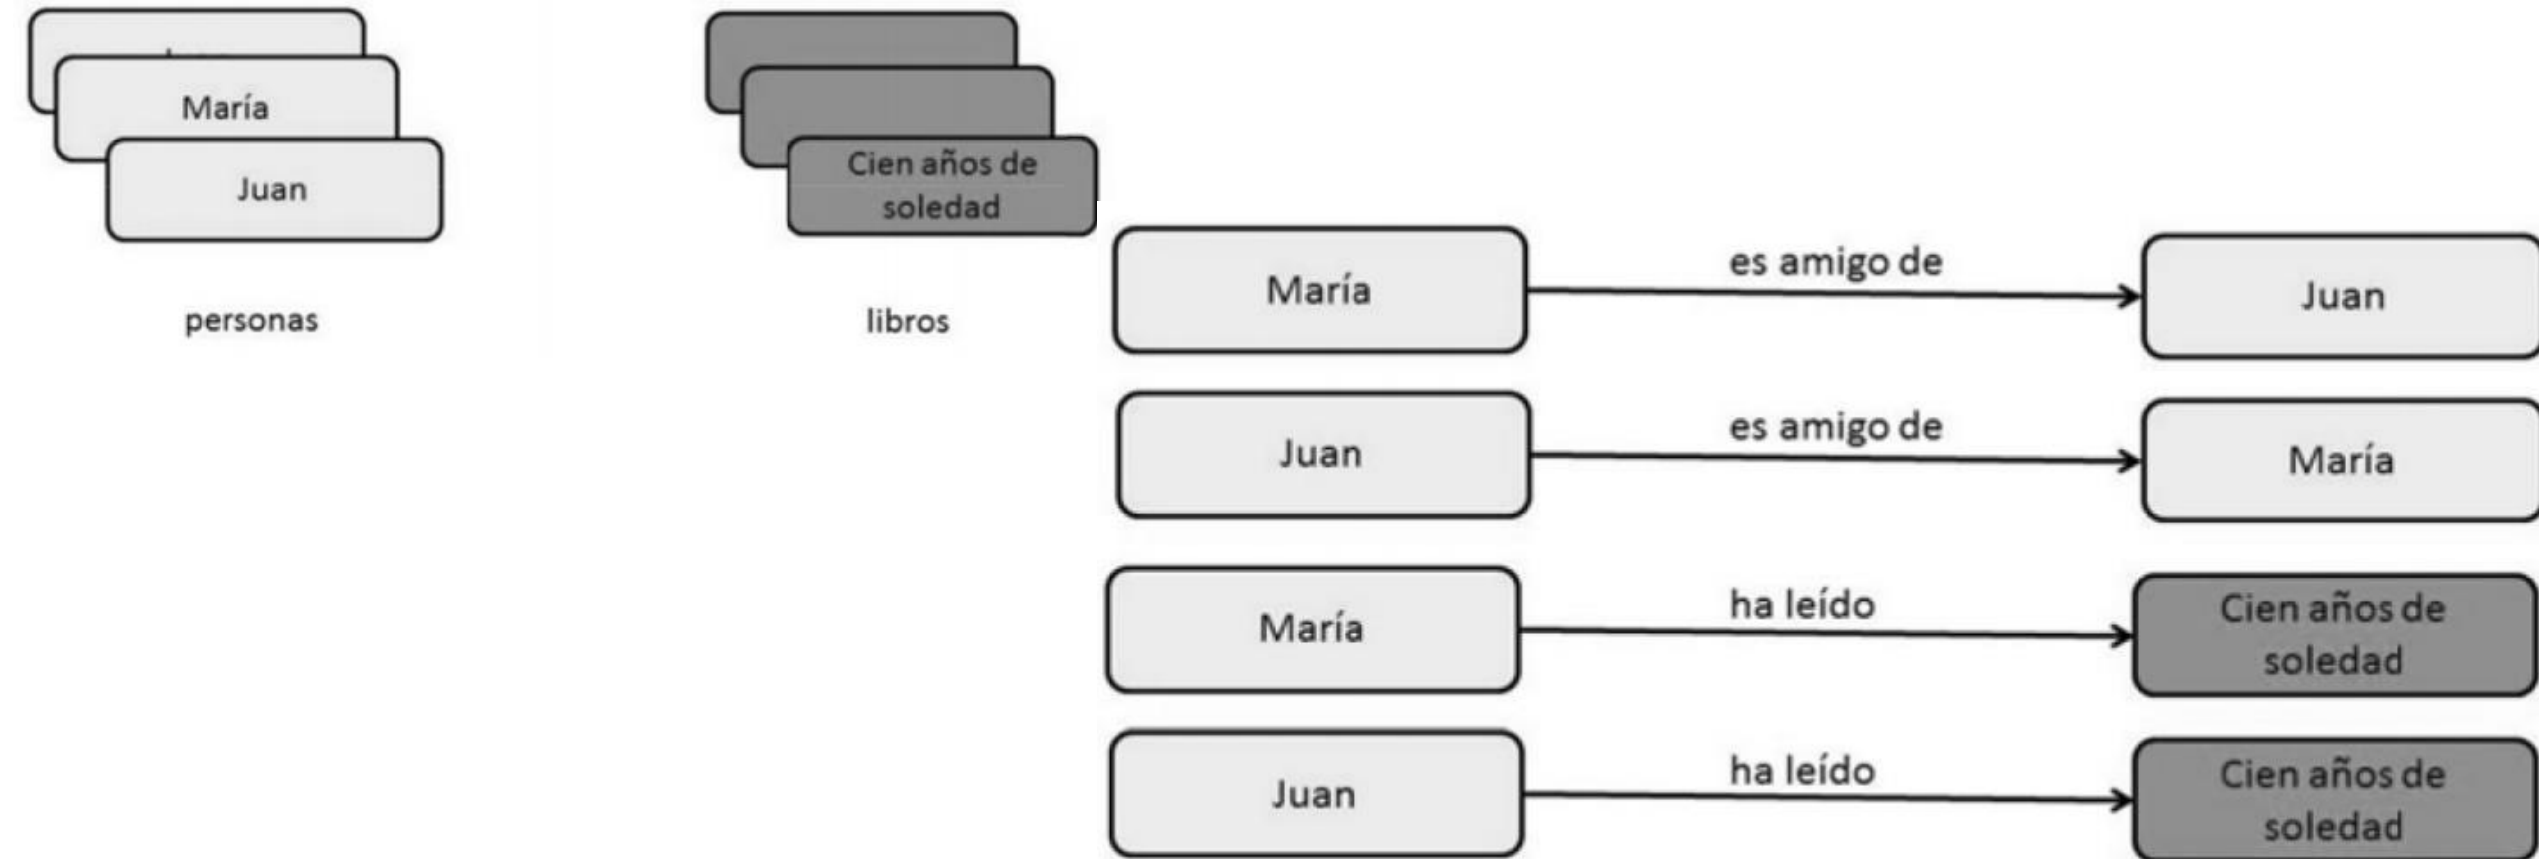 María
Juan
personas
Cien años de
soledad
libros
María
es amigo de
Juan
Juan
es amigo de
María
María
ha leído
Cien años de
soledad
Juan
ha leído
Cien años de
soledad